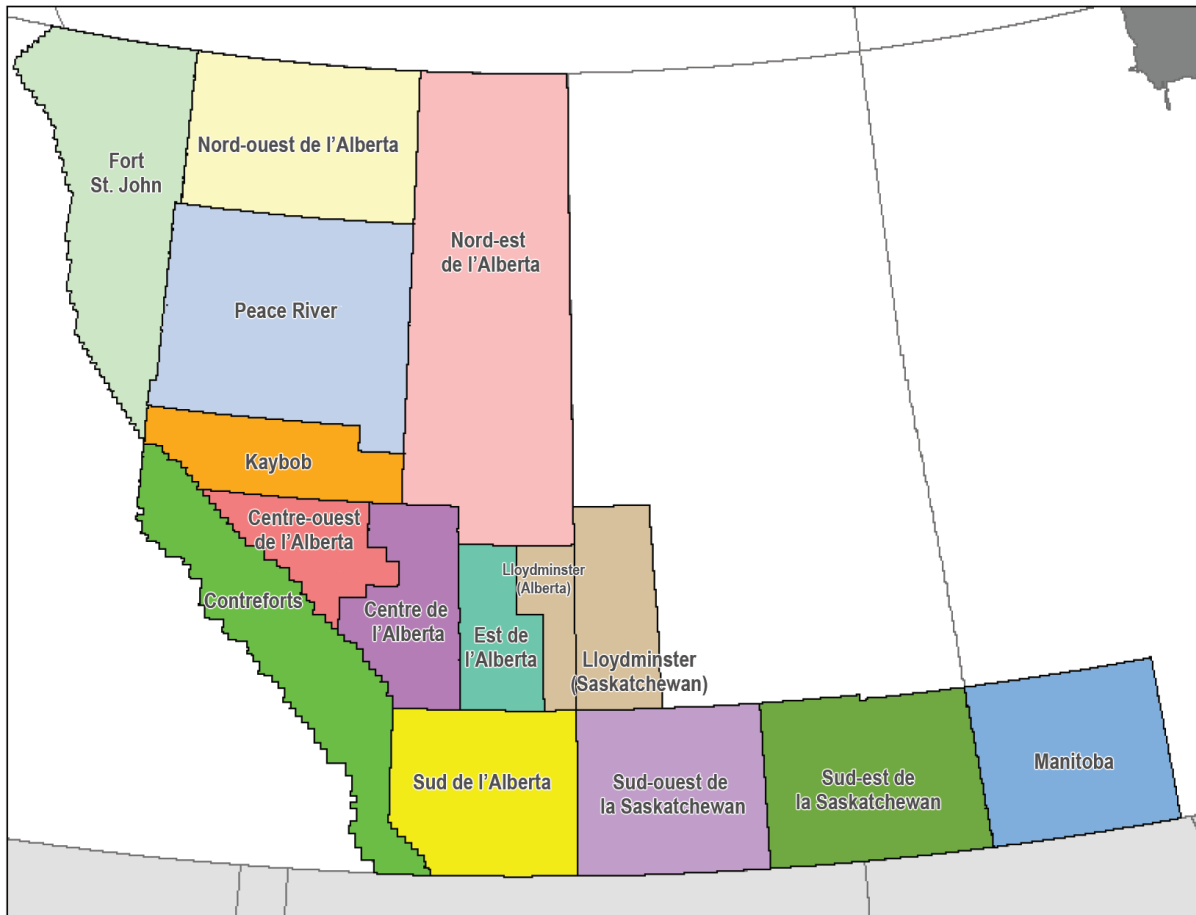 Nord-ouest de l’Alberta
Fort
St. John
Nord-est
de l’Alberta
Peace River
Kaybob
Centre-ouest
de l’Alberta
Lloydminster
(Alberta)
Contreforts
Centre de
l’Alberta
Est de
l’Alberta
Lloydminster
(Saskatchewan)
Sud de l’Alberta
Sud-ouest de
la Saskatchewan
Sud-est de
la Saskatchewan
Manitoba